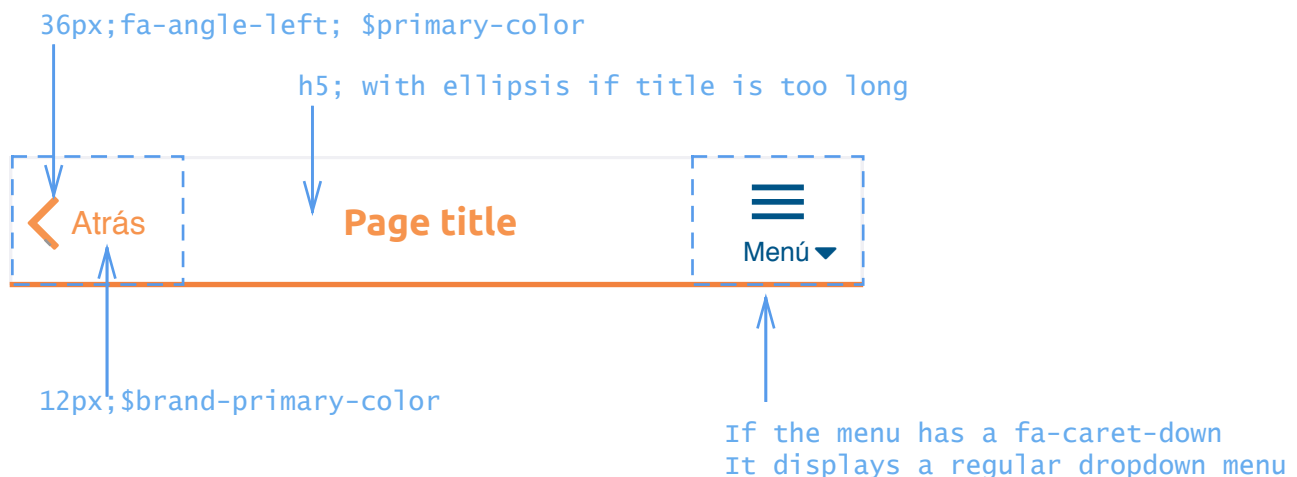 36px;fa-angle-left; $primary-color
h5; with ellipsis if title is too long
Atrás
Page title
Menú
12px;$brand-primary-color
If the menu has a fa-caret-down
It displays a regular dropdown menu